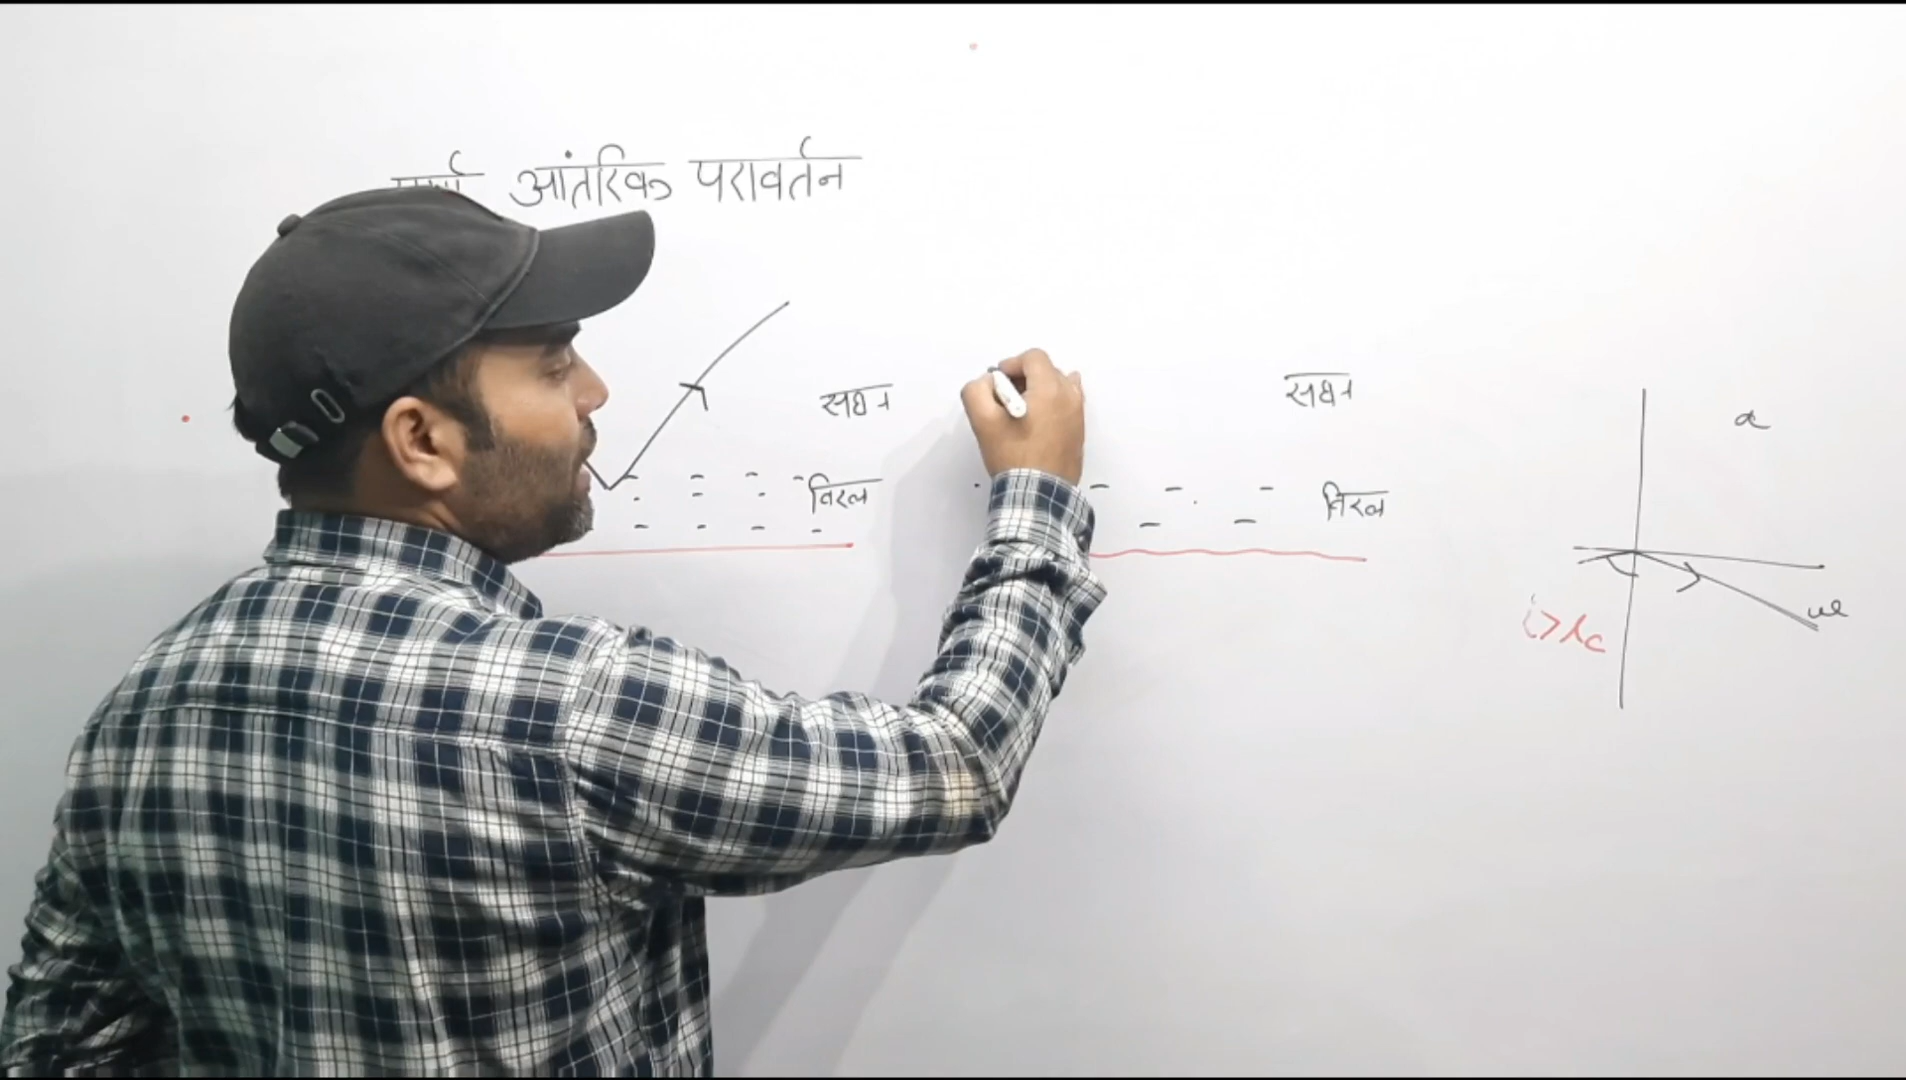 आंतरिक परावर्तन
सघन
सघन
विरल
विरल
a
w
i>ic